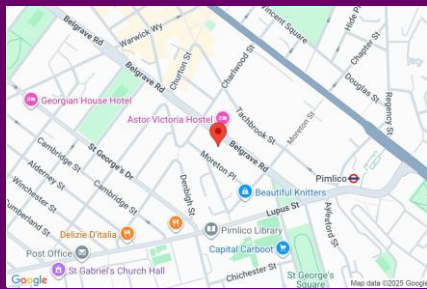 Vincent Square
Hide Pl
Warwick Wy
Belgrave Rd
Churton St
Charlwood St
Chapter St
Douglas St
Belgrave Rd
Georgian House Hotel
Tachbrook St
Regency St
Astor Victoria Hostel
Moreton St
St George's Dr
Belgrave Rd
Cambridge St
Moreton Pl
Pimlico
Alderney St
Denbigh St
Beautiful Knitters
Winchester St
Cambridge St
Lupus St
Aylesford St
Cumberland St
Delizie D'italia
Pimlico Library
Post Office
Capital Carboot
St Gabriel's Church Hall
Chichester St
St George's
Square
Google
Map data ©2025 Google